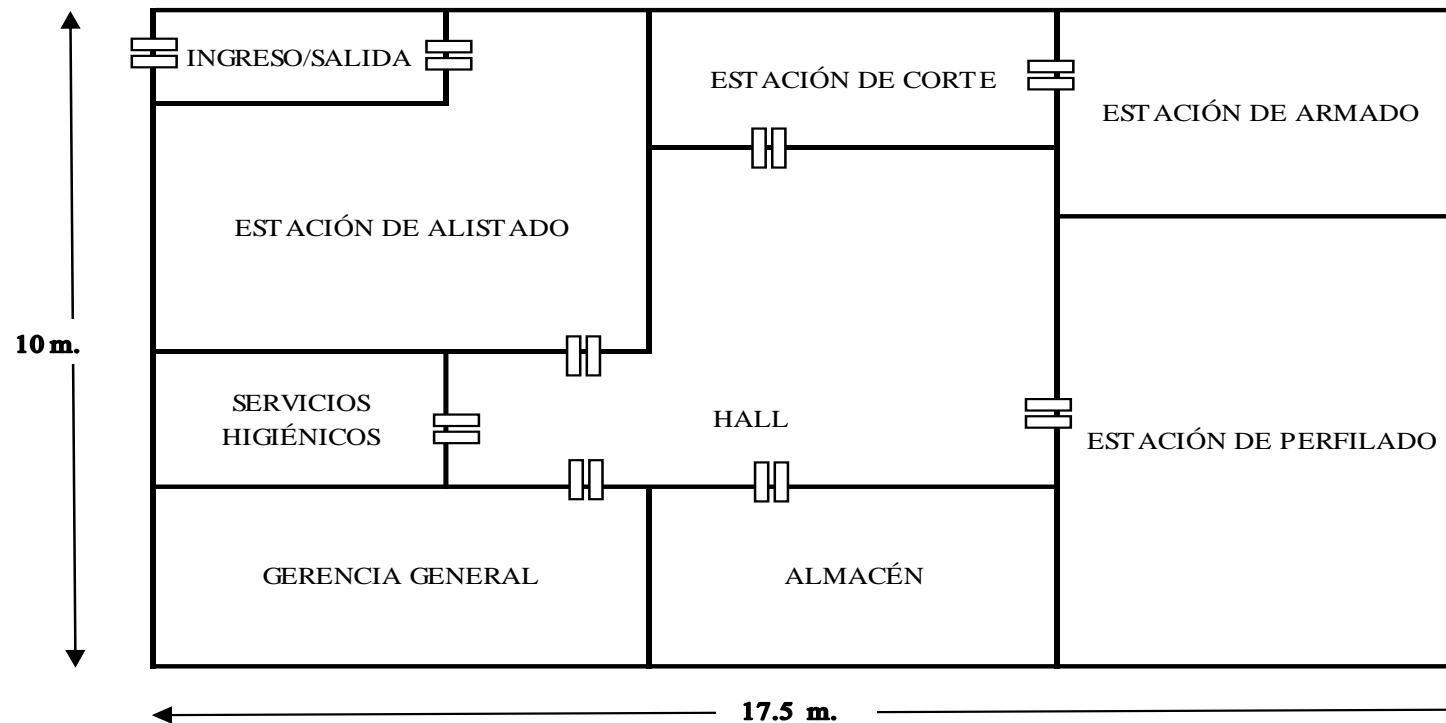 INGRESO/SALIDA
ESTACIÓN DE CORTE
ESTACIÓN DE ARMADO
ESTACIÓN DE ALISTADO
10 m.
SERVICIOS
HIGIÉNICOS
HALL
ESTACIÓN DE PERFILADO
GERENCIA GENERAL
ALMACÉN
17.5 m.